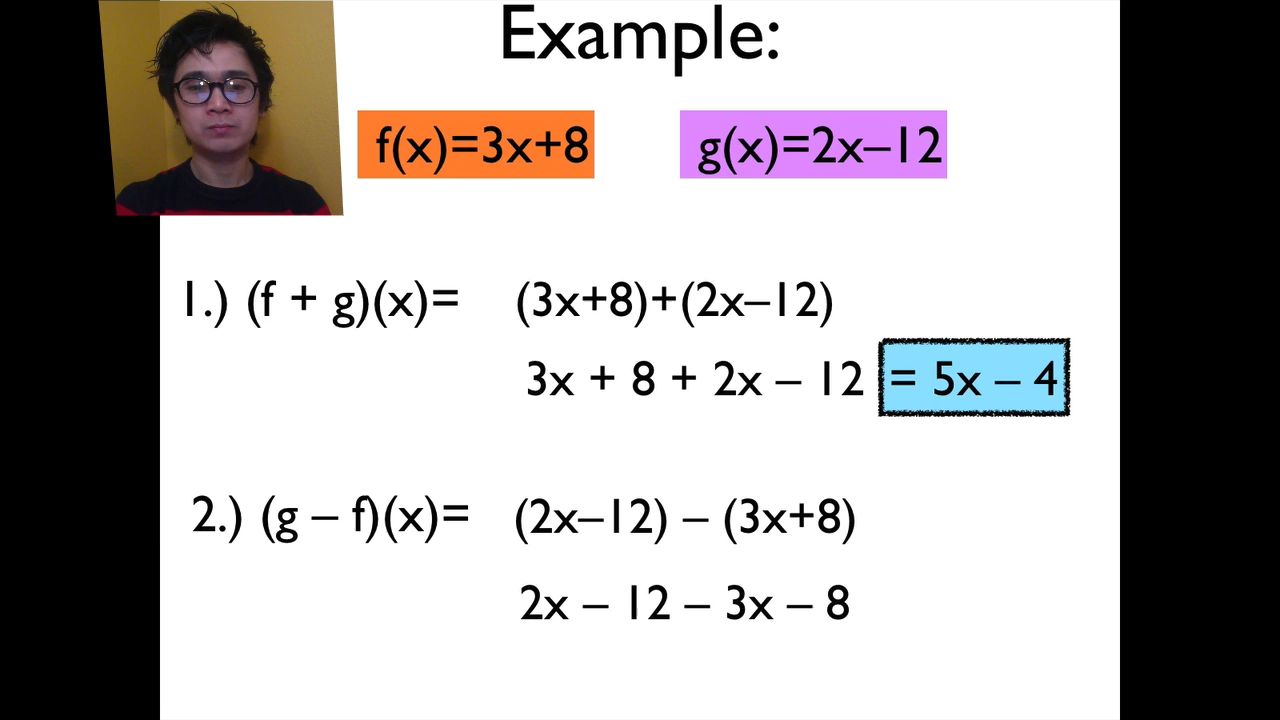 Example:
f(x)=3x+8
g(x)=2x–12
1.) (f + g)(x)= (3x+8)+(2x–12)
3x + 8 + 2x – 12 = 5x – 4
2.) (g – f)(x)= (2x–12) – (3x+8)
2x – 12 – 3x – 8